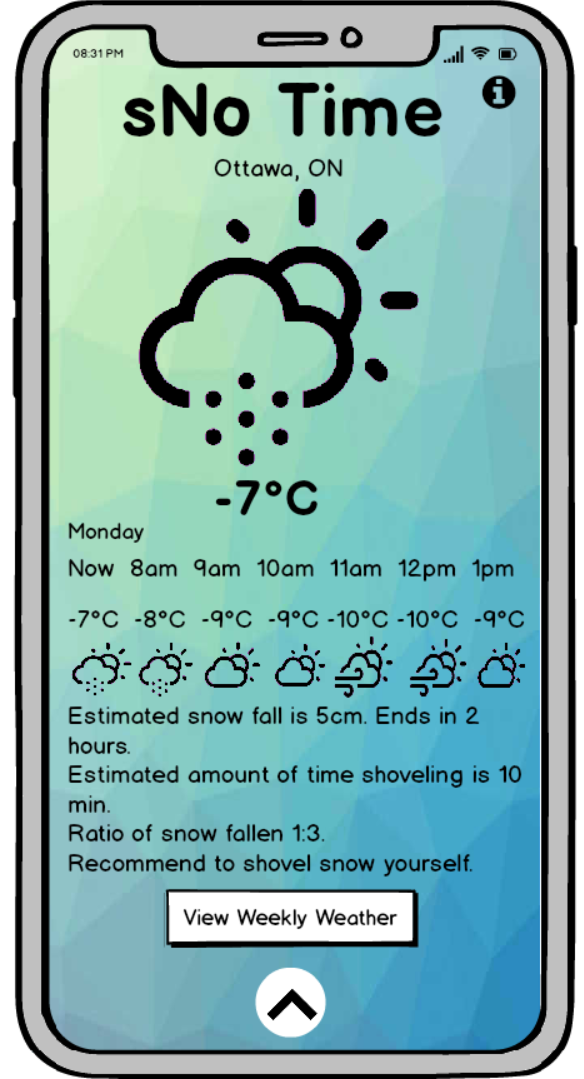 08:31 PM
sNo Time
Ottawa, ON
-7°C
Monday
Now 8am 9am 10am 11am 12pm 1pm
-7°C -8°C -9°C -9°C -10°C -10°C -9°C
Estimated snow fall is 5cm. Ends in 2
hours.
Estimated amount of time shoveling is 10
min.
Ratio of snow fallen 1:3.
Recommend to shovel snow yourself.
View Weekly Weather